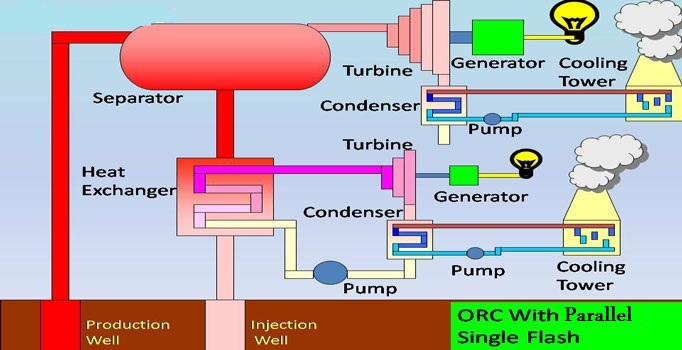 Separator
Turbine
Generator
Cooling
Tower
Condenser
Pump
Heat
Exchanger
Turbine
Generator
Condenser
Pump
Pump
Cooling
Tower
Production
Well
Injection
Well
ORC With Parallel
Single Flash